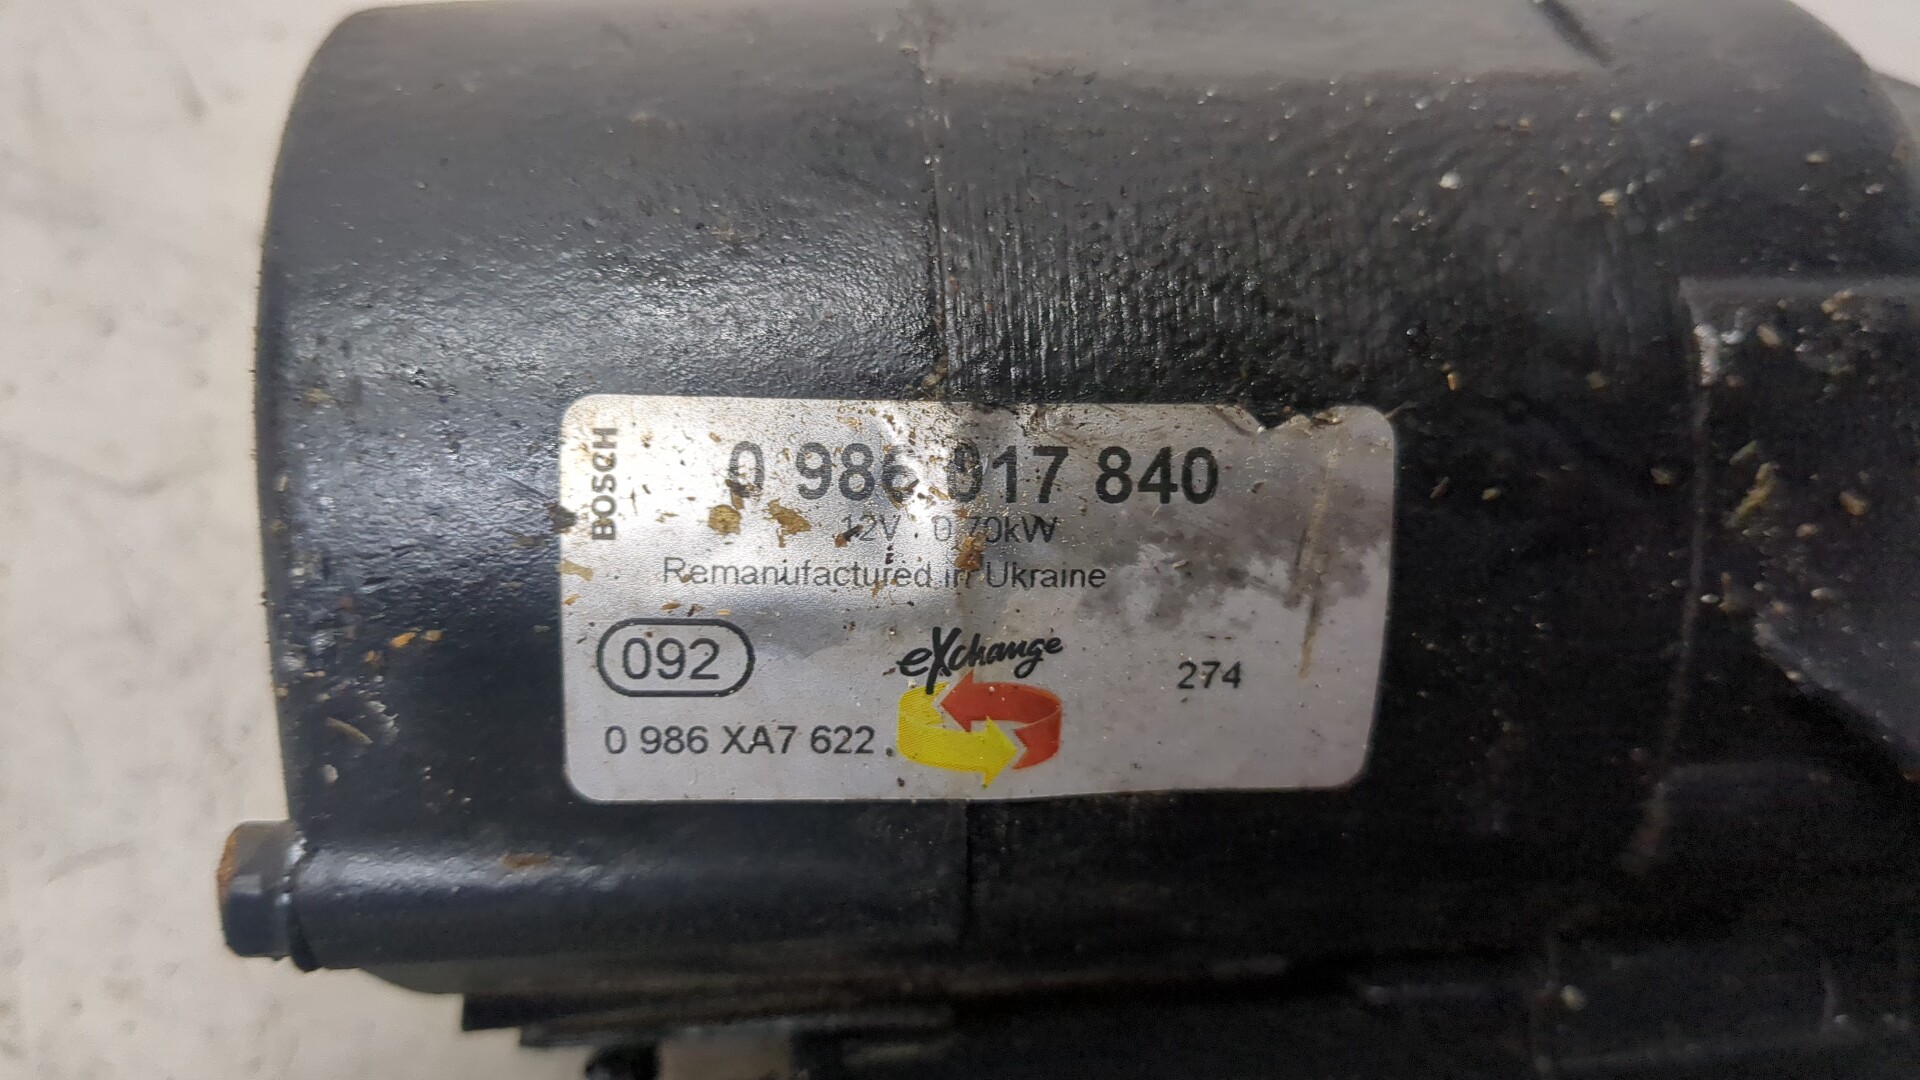 BOSCH
0 986 017 840
12V 0,70kW
Remanufactured in Ukraine
092
eXchange
274
0 986 XA7 622 .